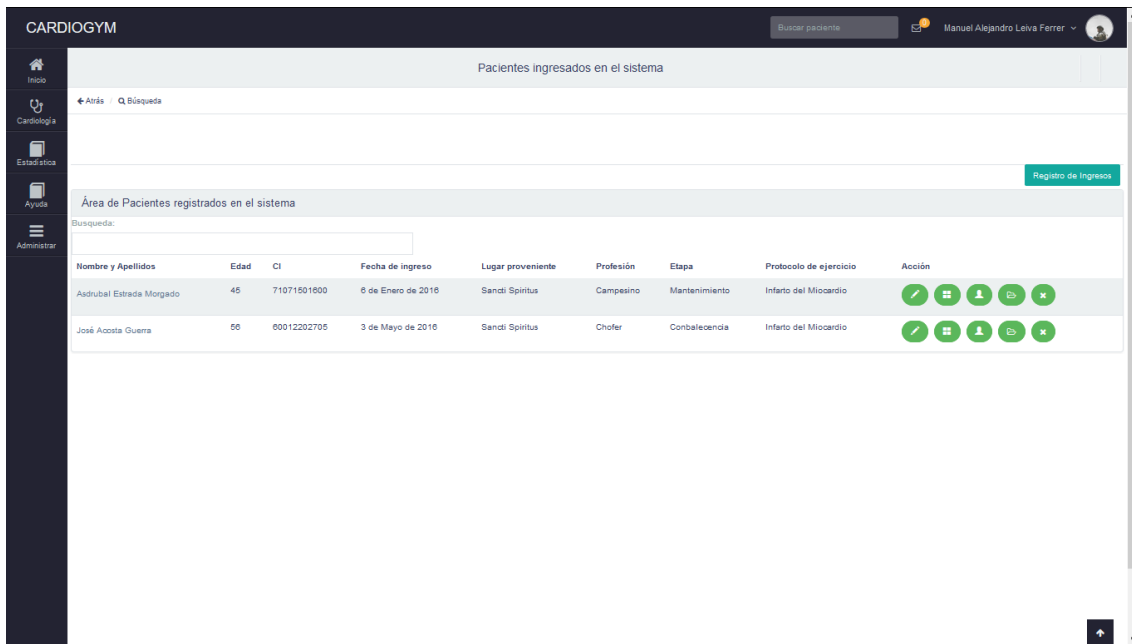 CARDIOGYM
Buscar paciente
0
Manuel Alejandro Leiva Ferrer
Inicio
Pacientes ingresados en el sistema
Atrás / Búsqueda
Cardiología
Estadística
Registro de Ingresos
Ayuda
Área de Pacientes registrados en el sistema
Busqueda:
Administrar
Nombre y Apellidos Edad CI Fecha de ingreso Lugar proveniente Profesión Etapa Protocolo de ejercicio Acción
Asdrubal Estrada Morgado 45 71071501600 6 de Enero de 2016 Sancti Spiritus Campesino Mantenimiento Infarto del Miocardio
José Acosta Guerra 56 60012202705 3 de Mayo de 2016 Sancti Spiritus Chofer Conbalecencia Infarto del Miocardio